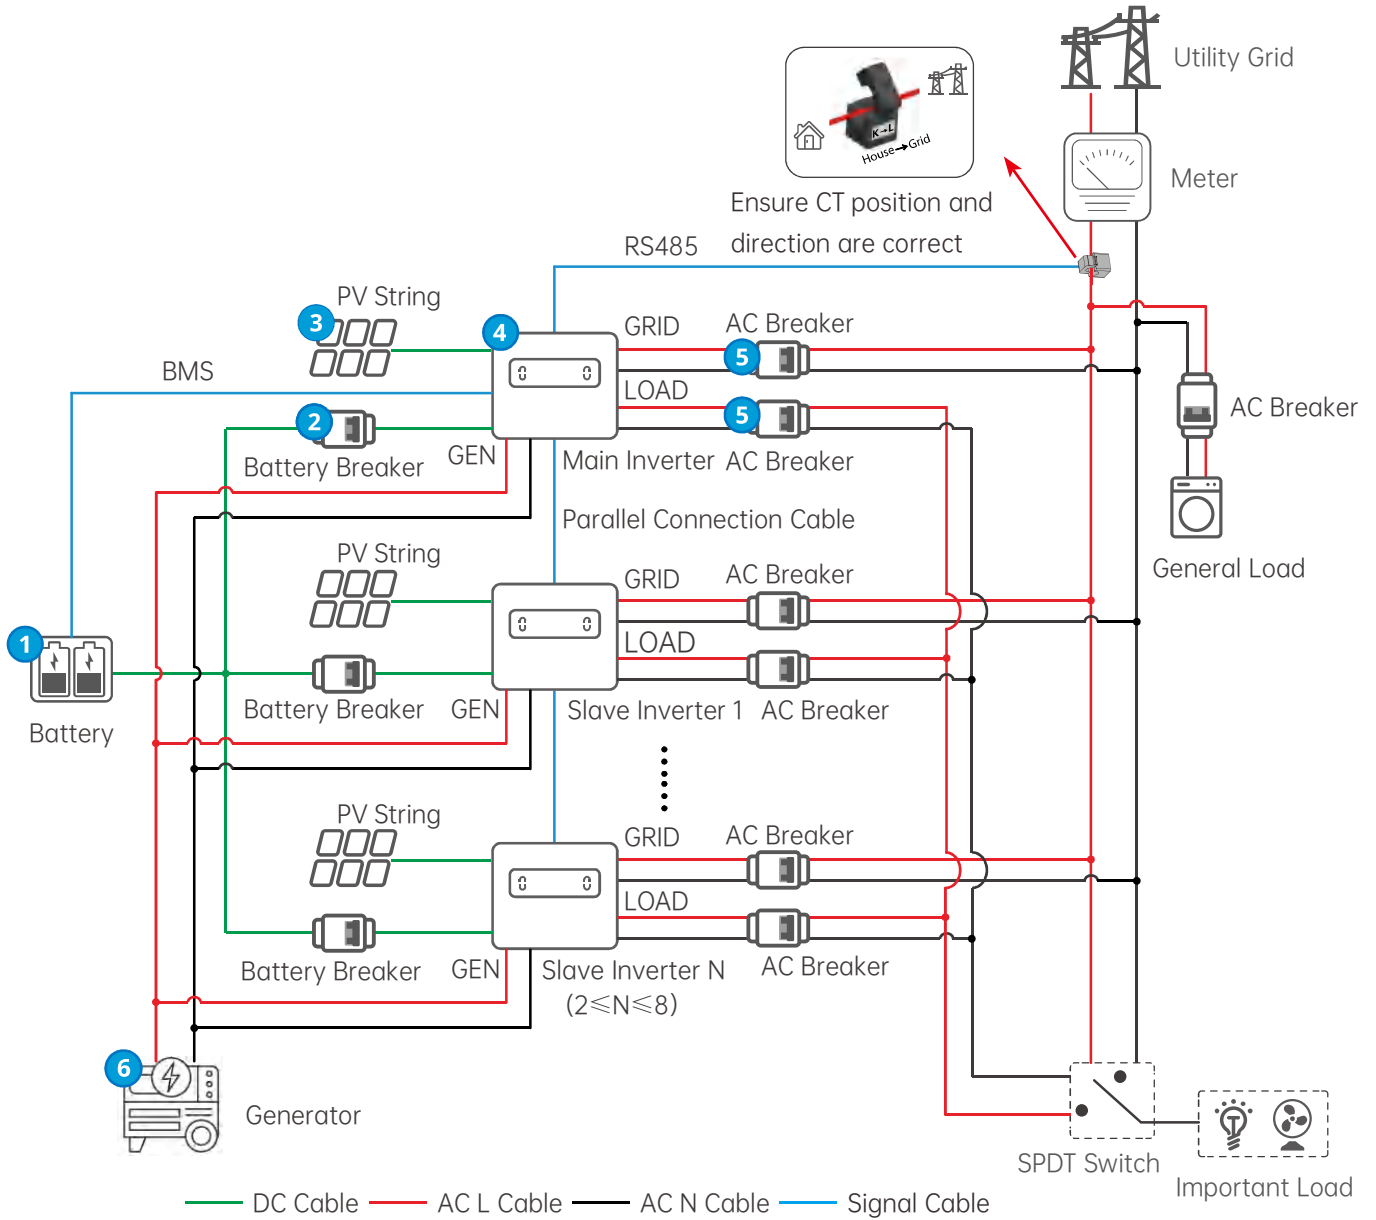 Utility Grid
K→L
House→Grid
Meter
Ensure CT position and
direction are correct
RS485
PV String
3
4
GRID
AC Breaker
5
BMS
LOAD
2
5
AC Breaker
Battery Breaker
GEN
Main Inverter
AC Breaker
General Load
Parallel Connection Cable
PV String
GRID
AC Breaker
LOAD
1
Battery
Battery Breaker
GEN
Slave Inverter 1
AC Breaker
PV String
GRID
AC Breaker
LOAD
Battery Breaker
GEN
Slave Inverter N
(2≤N≤8)
AC Breaker
6
Generator
SPDT Switch
Important Load
DC Cable
AC L Cable
AC N Cable
Signal Cable